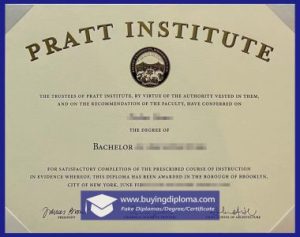 PRATT INSTITUTE
THE TRUSTEES OF PRATT INSTITUTE, BY VIRTUE OF THE AUTHORITY VESTED IN THEM,
AND ON THE RECOMMENDATION OF THE FACULTY, HAVE CONFERRED ON
THE DEGREE OF
BACHELOR
FOR SATISFACTORY COMPLETION OF THE PRESCRIBED COURSE OF INSTRUCTION
IN EVIDENCE WHEREOF, THIS DIPLOMA HAS BEEN AWARDED IN THE BOROUGH OF BROOKLYN,
CITY OF NEW YORK, JUNE
www.buyingdiploma.com
Fake Diplomas/Degree/Certificate